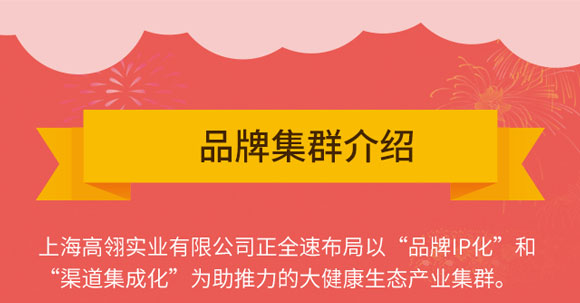 品牌集群介绍
上海高翎实业有限公司正全速布局以“品牌IP化”和
“渠道集成化”为助推力的大健康生态产业集群。